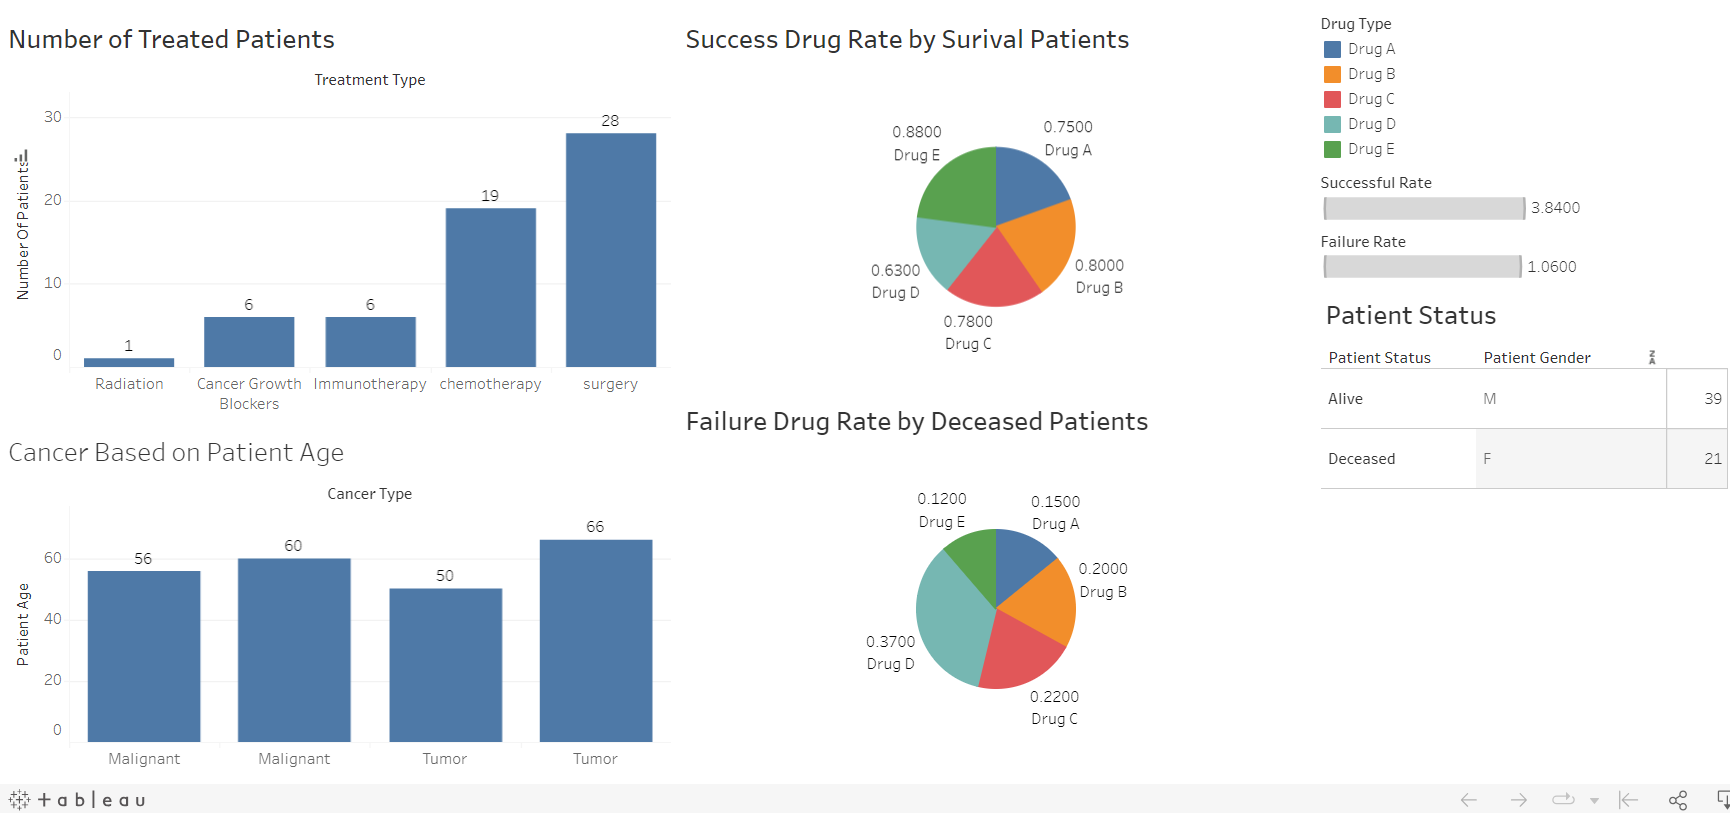 Number of Treated Patients
Treatment Type
Number Of Patients
30
20
10
0
1
6
6
19
28
Radiation
Cancer Growth
Blockers
Immunotherapy
chemotherapy
surgery
Cancer Based on Patient Age
Cancer Type
Patient Age
60
40
20
0
56
60
50
66
Malignant
Malignant
Tumor
Tumor
Success Drug Rate by Surival Patients
0.8800
Drug E
0.7500
Drug A
0.6300
Drug D
0.8000
Drug B
0.7800
Drug C
Failure Drug Rate by Deceased Patients
0.1200
Drug E
0.1500
Drug A
0.2000
Drug B
0.3700
Drug D
0.2200
Drug C
Drug Type
Drug A
Drug B
Drug C
Drug D
Drug E
Successful Rate
3.8400
Failure Rate
1.0600
Patient Status
Patient Status Patient Gender
Alive M 39
Deceased F 21
+ableau